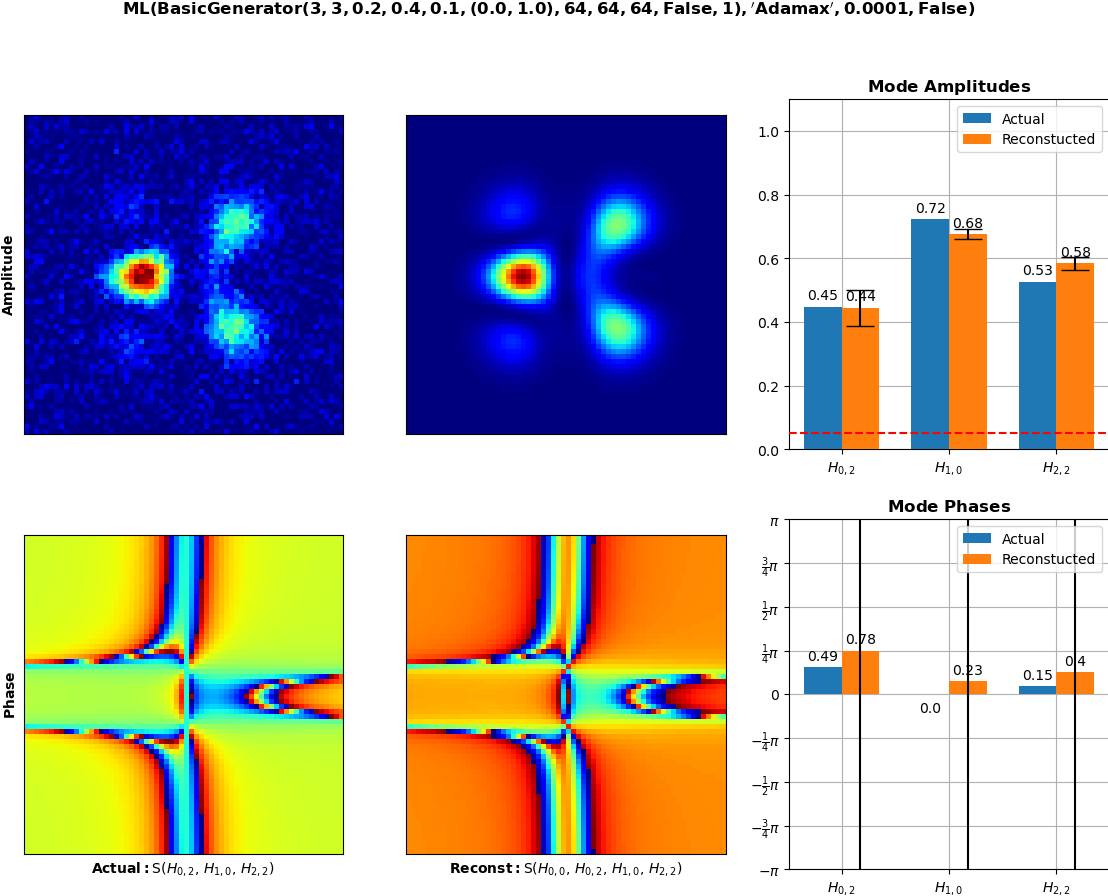 ML(BasicGenerator(3, 3, 0.2, 0.4, 0.1, (0.0, 1.0), 64, 64, 64, False, 1), ′Adamax′, 0.0001, False)
Amplitude
Mode Amplitudes
Actual
Reconstucted
1.0
0.8
0.6
0.4
0.2
0.0
0.45
0.44
0.72
0.68
0.53
0.58
H0, 2
H1, 0
H2, 2
Phase
Actual: S(H0, 2, H1, 0, H2, 2)
Reconst: S(H0, 0, H0, 2, H1, 0, H2, 2)
Mode Phases
Actual
Reconstucted
π
3/4π
1/2π
1/4π
0
−1/4π
−1/2π
−3/4π
−π
0.49
0.78
0.0
0.23
0.15
0.4
H0, 2
H1, 0
H2, 2